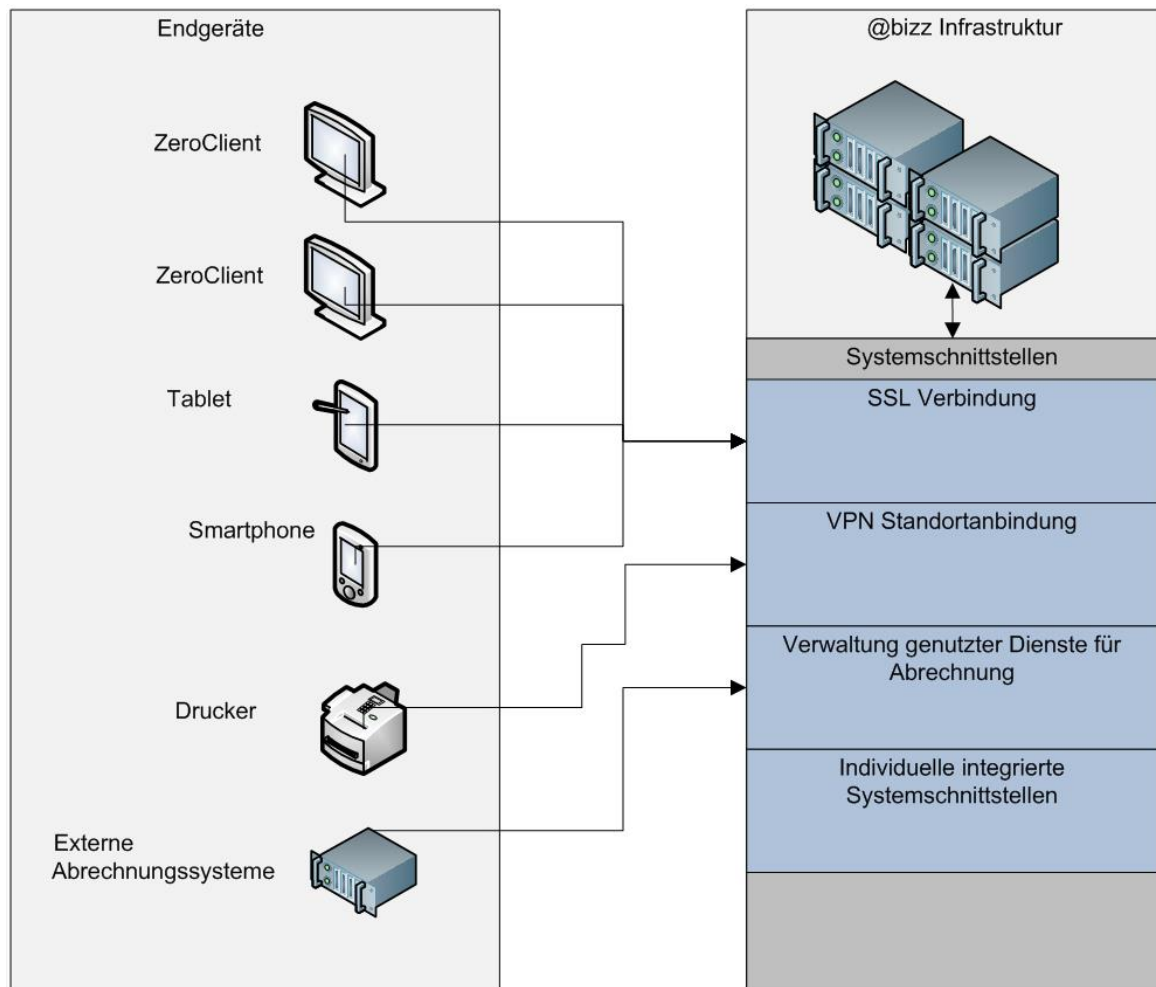 Endgeräte
ZeroClient
ZeroClient
Tablet
Smartphone
Drucker
Externe
Abrechnungssysteme
@bizz Infrastruktur
Systemschnittstellen
SSL Verbindung
VPN Standortanbindung
Verwaltung genutzter Dienste für
Abrechnung
Individuelle integrierte
Systemschnittstellen